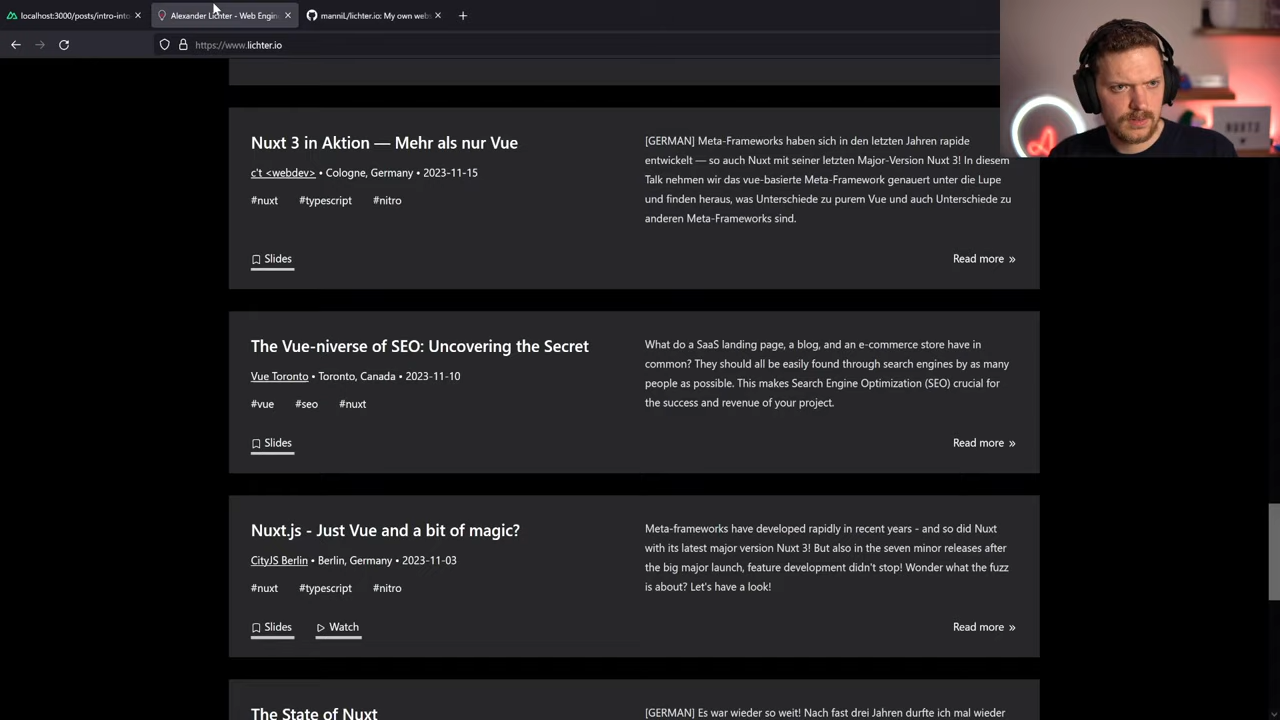 localhost:3000/posts/intro-into
Alexander Lichter - Web Engin
manniL/lichter.io: My own webs
https://www.lichter.io
Nuxt 3 in Aktion — Mehr als nur Vue
c't <webdev> • Cologne, Germany • 2023-11-15
#nuxt #typescript #nitro
Slides
[GERMAN] Meta-Frameworks haben sich in den letzten Jahren rapide
entwickelt — so auch Nuxt mit seiner letzten Major-Version Nuxt 3! In diesem
Talk nehmen wir das vue-basierte Meta-Framework genauert unter die Lupe
und finden heraus, was Unterschiede zu purem Vue und auch Unterschiede zu
anderen Meta-Frameworks sind.
Read more »
The Vue-niverse of SEO: Uncovering the Secret
Vue Toronto • Toronto, Canada • 2023-11-10
#vue #seo #nuxt
Slides
What do a SaaS landing page, a blog, and an e-commerce store have in
common? They should all be easily found through search engines by as many
people as possible. This makes Search Engine Optimization (SEO) crucial for
the success and revenue of your project.
Read more »
Nuxt.js - Just Vue and a bit of magic?
CityJS Berlin • Berlin, Germany • 2023-11-03
#nuxt #typescript #nitro
Slides Watch
Meta-frameworks have developed rapidly in recent years - and so did Nuxt
with its latest major version Nuxt 3! But also in the seven minor releases after
the big major launch, feature development didn't stop! Wonder what the fuzz
is about? Let's have a look!
Read more »
The State of Nuxt
[GERMAN] Es war wieder so weit! Nach fast drei Jahren durfte ich mal wieder